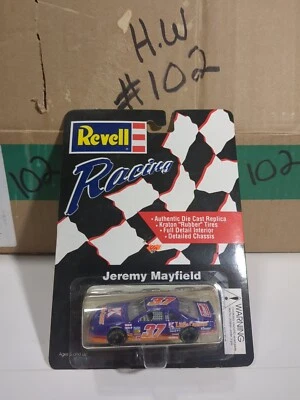 H.W
#102
102
102
Revell
Racing
• Authentic Die Cast Replica
• Kraton "Rubber" Tires
• Full Detail Interior
• Detailed Chassis
Jeremy Mayfield
37
37
WARNING